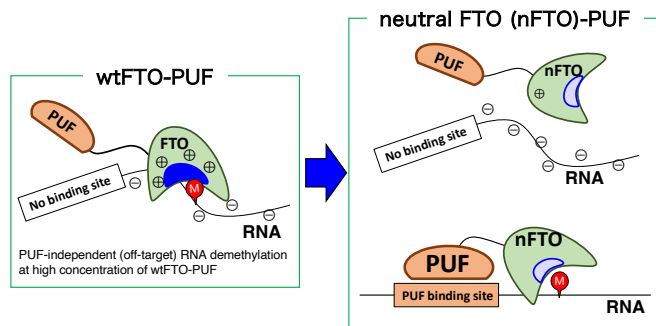 wtFTO-PUF
PUF
FTO
⊕
⊕
⊕
⊕
M
No binding site
⊖
⊖
⊖
⊖
RNA
PUF-independent (off-target) RNA demethylation
at high concentration of wtFTO-PUF
neutral FTO (nFTO)-PUF
PUF
nFTO
⊕
No binding site
⊖
⊖
⊖
⊖
⊖
⊖
RNA
PUF
nFTO
M
PUF binding site
RNA